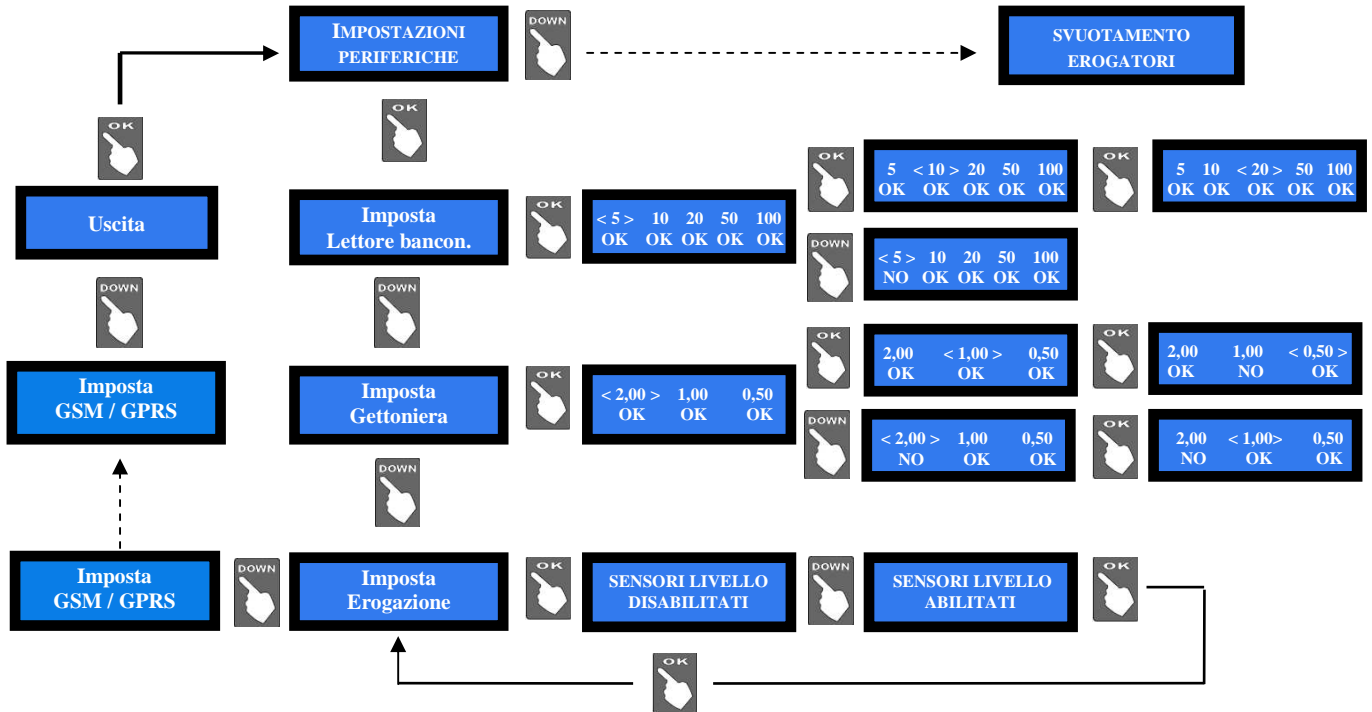 IMPOSTAZIONI
PERIFERICHE
DOWN
SVUOTAMENTO
EROGATORI
OK
OK
Uscita
Imposta
Lettore bancon.
OK
< 5 > 10 20 50 100
OK OK OK OK OK
OK
5 < 10 > 20 50 100
OK OK OK OK OK
OK
5 10 < 20 > 50 100
OK OK OK OK OK
DOWN
< 5 > 10 20 50 100
NO OK OK OK OK
DOWN
DOWN
Imposta
GSM / GPRS
Imposta
Gettoniera
OK
< 2,00 > 1,00 0,50
OK OK OK
OK
2,00 < 1,00 > 0,50
OK OK OK
OK
2,00 1,00 < 0,50 >
OK NO OK
DOWN
< 2,00 > 1,00 0,50
NO OK OK
OK
2,00 < 1,00> 0,50
NO OK OK
DOWN
Imposta
GSM / GPRS
DOWN
Imposta
Erogazione
OK
SENSORI LIVELLO
DISABILITATI
DOWN
SENSORI LIVELLO
ABILITATI
OK
OK